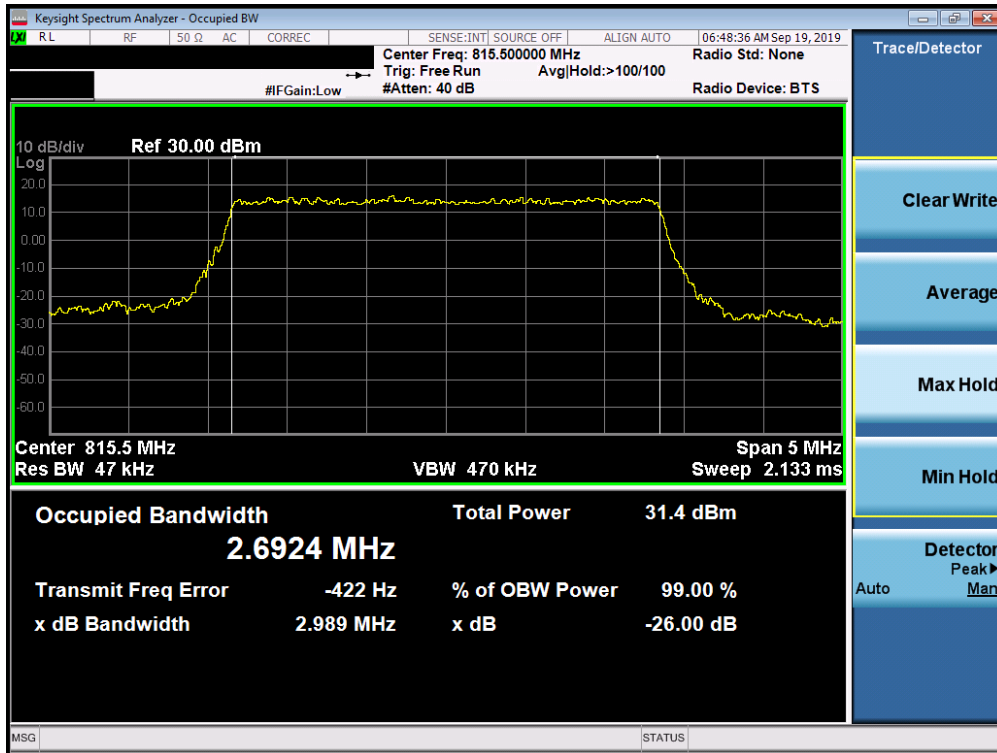 Keysight Spectrum Analyzer - Occupied BW
LXI RL RF 50 Ω AC CORREC SENSE:INT SOURCE OFF ALIGN AUTO 06:48:36 AM Sep 19, 2019
Center Freq: 815.500000 MHz Radio Std: None
Trig: Free Run Avg|Hold:>100/100
#IFGain:Low #Atten: 40 dB Radio Device: BTS
Trace/Detector
10 dB/div Ref 30.00 dBm
Log
20.0
10.0
0.00
-10.0
-20.0
-30.0
-40.0
-50.0
-60.0
Center 815.5 MHz Span 5 MHz
Res BW 47 kHz VBW 470 kHz Sweep 2.133 ms
Occupied Bandwidth Total Power 31.4 dBm
2.6924 MHz
Transmit Freq Error -422 Hz % of OBW Power 99.00 %
x dB Bandwidth 2.989 MHz x dB -26.00 dB
Clear Write
Average
Max Hold
Min Hold
Detector
Peak▶
Auto Man
MSG STATUS